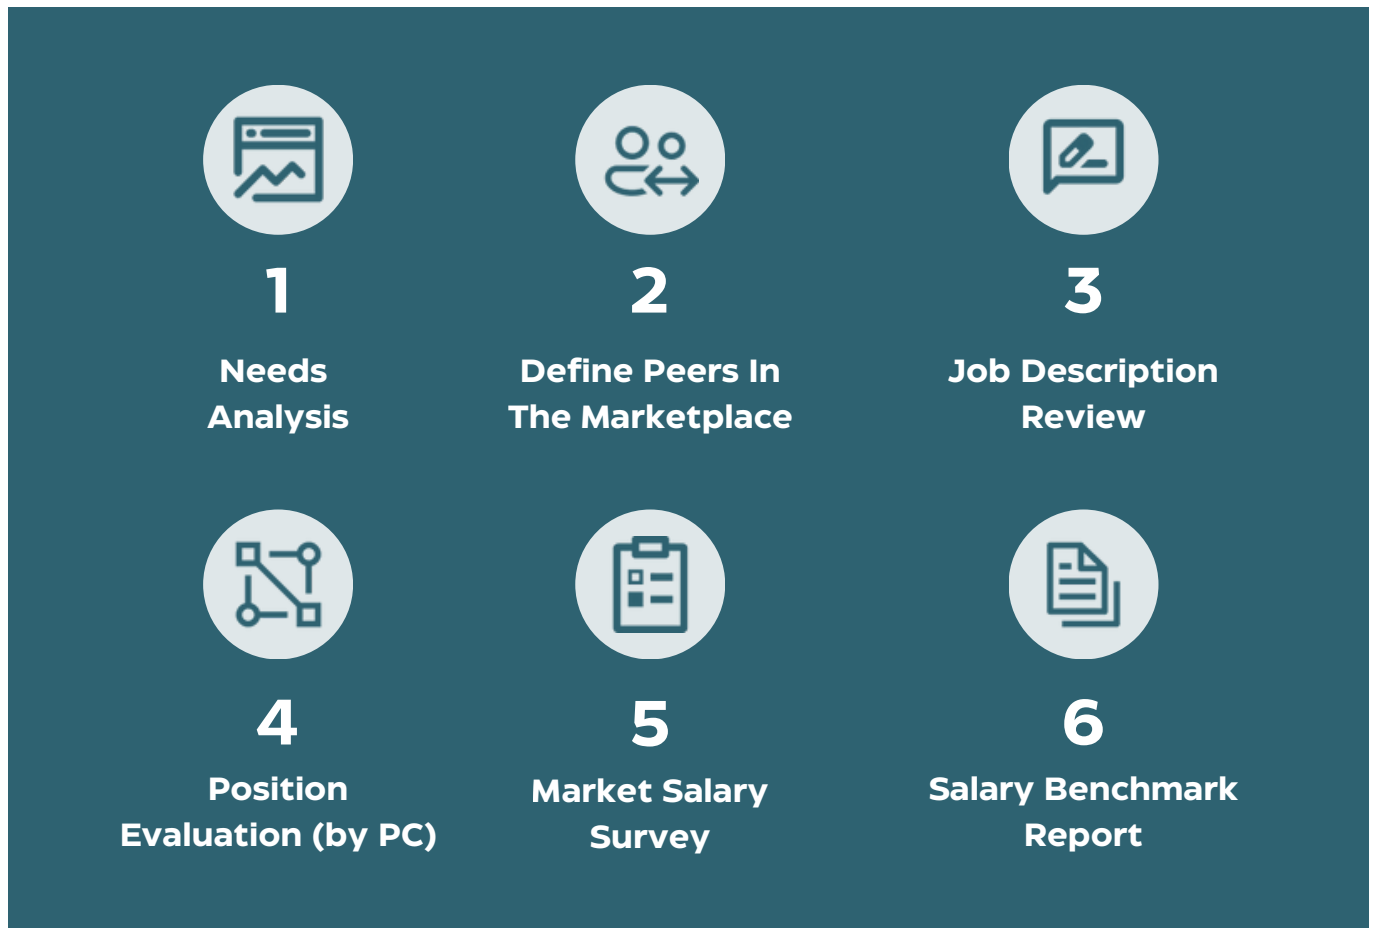 1
Needs
Analysis
2
Define Peers In
The Marketplace
3
Job Description
Review
4
Position
Evaluation (by PC)
5
Market Salary
Survey
6
Salary Benchmark
Report